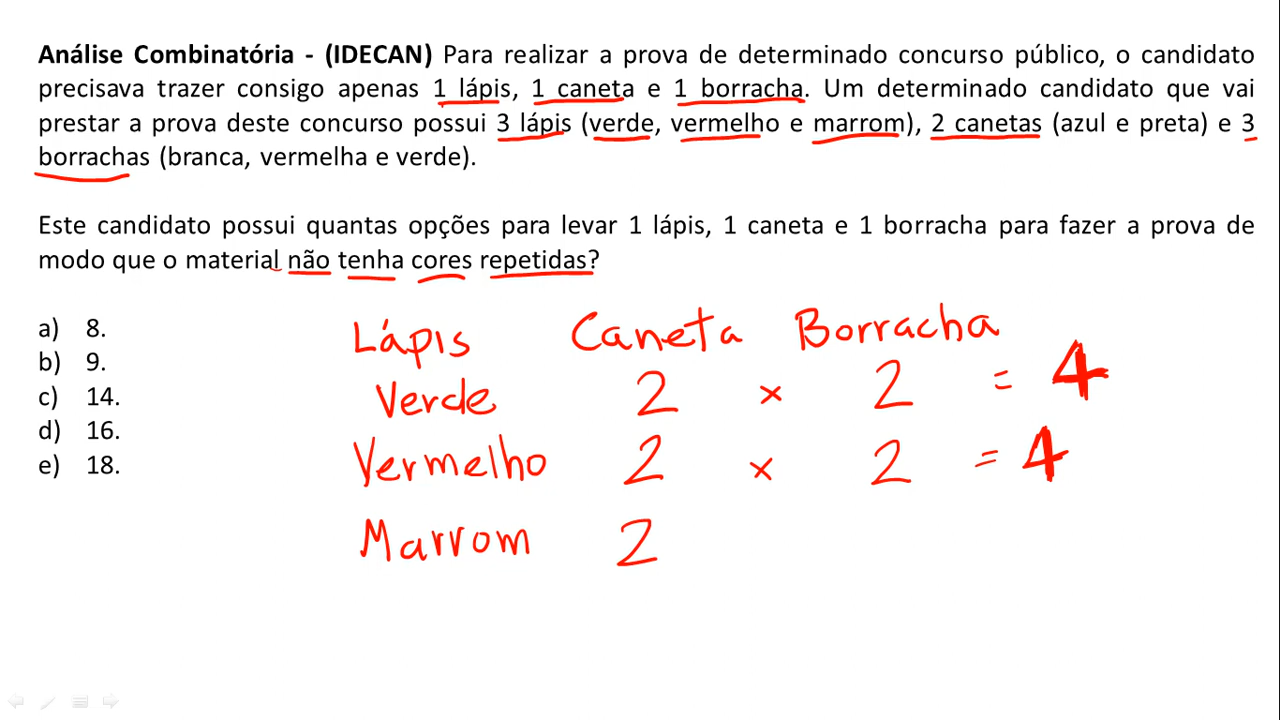 Análise Combinatória - (IDECAN) Para realizar a prova de determinado concurso público, o candidato
precisava trazer consigo apenas 1 lápis, 1 caneta e 1 borracha. Um determinado candidato que vai
prestar a prova deste concurso possui 3 lápis (verde, vermelho e marrom), 2 canetas (azul e preta) e 3
borrachas (branca, vermelha e verde).
Este candidato possui quantas opções para levar 1 lápis, 1 caneta e 1 borracha para fazer a prova de
modo que o material não tenha cores repetidas?
a) 8.
b) 9.
c) 14.
d) 16.
e) 18.
Lápis Caneta Borracha
Verde 2 × 2 = 4
Vermelho 2 × 2 = 4
Marrom 2